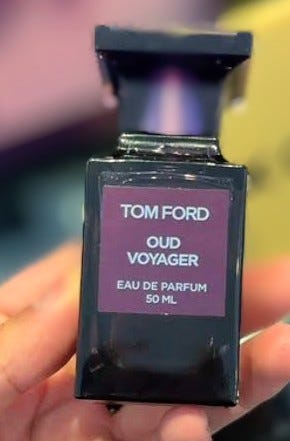 TOM FORD
OUD
VOYAGER
EAU DE PARFUM
50 ML